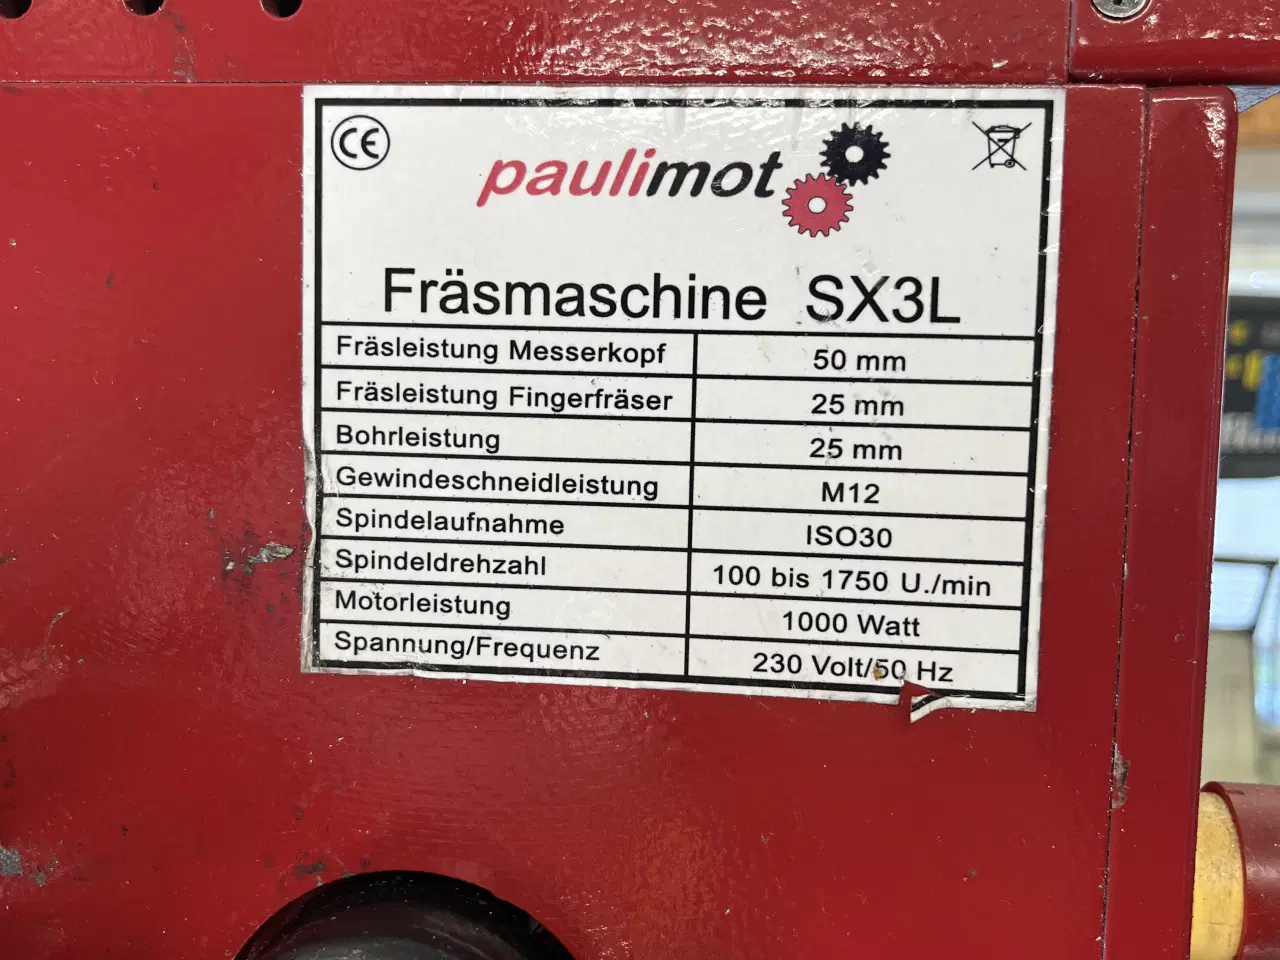 CE
paulimot
Fräsmaschine SX3L
Fräsleistung Messerkopf 50 mm
Fräsleistung Fingerfräser 25 mm
Bohrleistung 25 mm
Gewindeschneidleistung M12
Spindelaufnahme ISO30
Spindeldrehzahl 100 bis 1750 U./min
Motorleistung 1000 Watt
Spannung/Frequenz 230 Volt/50 Hz